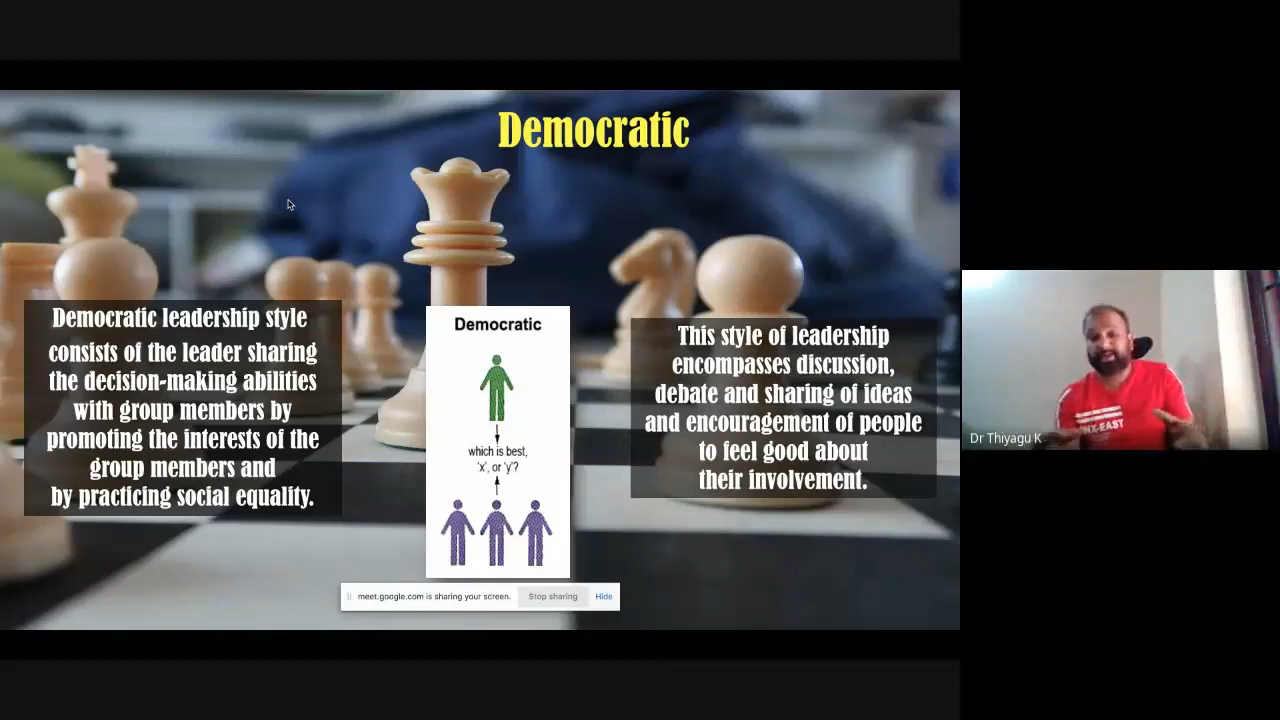 Democratic
Democratic leadership style
consists of the leader sharing
the decision-making abilities
with group members by
promoting the interests of the
group members and
by practicing social equality.
Democratic
which is best,
'x', or 'y'?
This style of leadership
encompasses discussion,
debate and sharing of ideas
and encouragement of people
to feel good about
their involvement.
meet.google.com is sharing your screen.
Stop sharing
Hide
Dr Thiyagu K